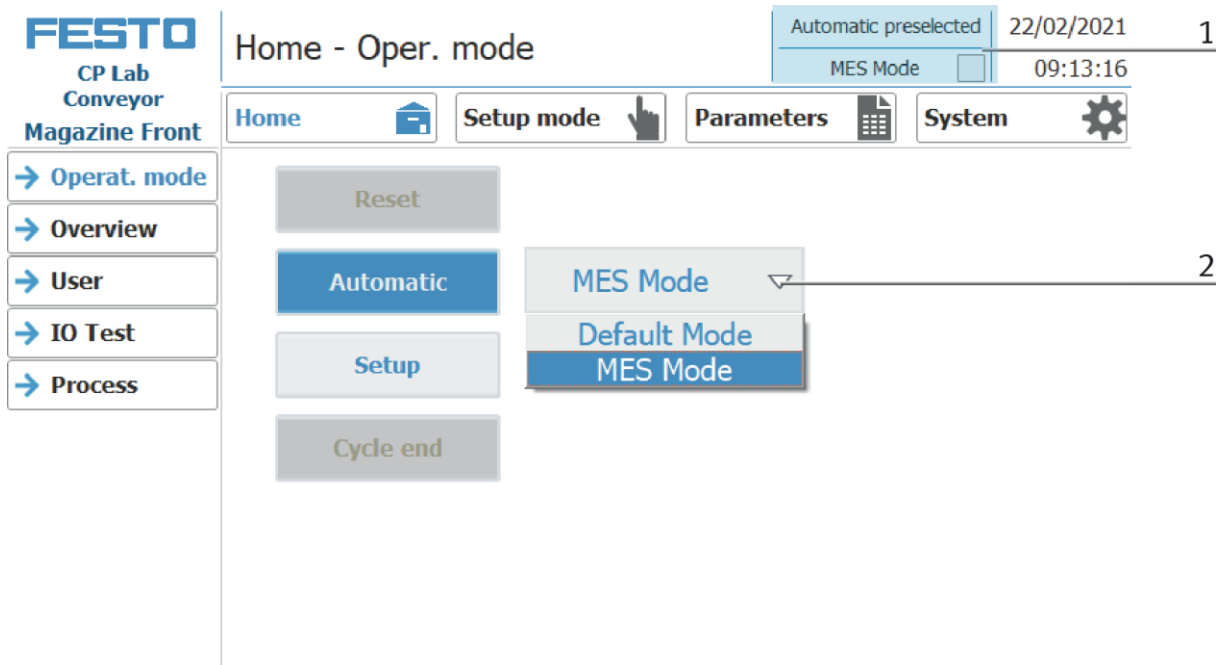 FESTO
CP Lab
Conveyor
Magazine Front
Home - Oper. mode
Automatic preselected
MES Mode
22/02/2021
09:13:16
1
Home
Setup mode
Parameters
System
Operat. mode
Overview
User
IO Test
Process
Reset
Automatic
Setup
Cycle end
MES Mode
2
Default Mode
MES Mode